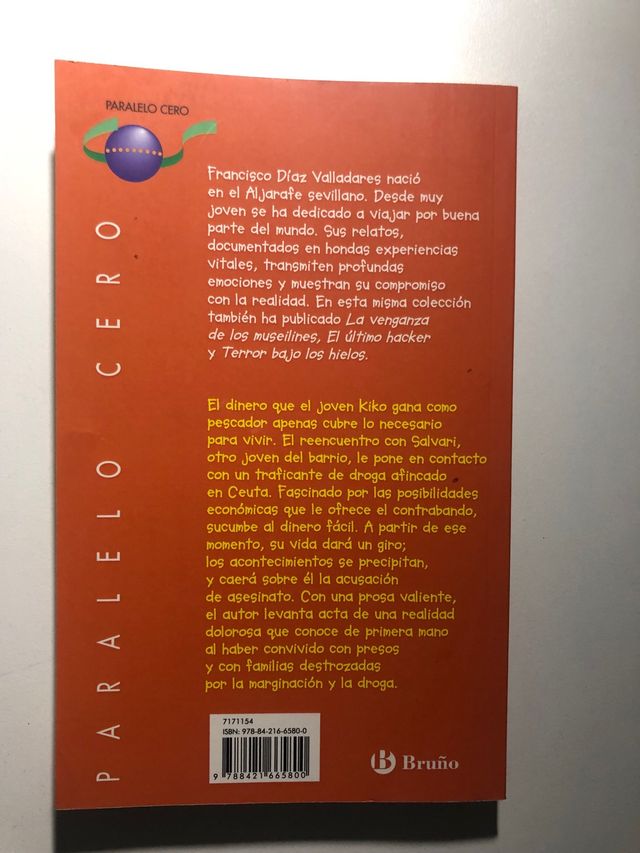 PARALELO CERO
PARALELO CERO
Francisco Díaz Valladares nació
en el Aljarafe sevillano. Desde muy
joven se ha dedicado a viajar por buena
parte del mundo. Sus relatos,
documentados en hondas experiencias
vitales, transmiten profundas
emociones y muestran su compromiso
con la realidad. En esta misma colección
también ha publicado La venganza
de los museilines, El último hacker
y Terror bajo los hielos.
El dinero que el joven Kiko gana como
pescador apenas cubre lo necesario
para vivir. El reencuentro con Salvari,
otro joven del barrio, le pone en contacto
con un traficante de droga afincado
en Ceuta. Fascinado por las posibilidades
económicas que le ofrece el contrabando,
sucumbe al dinero fácil. A partir de ese
momento, su vida dará un giro;
los acontecimientos se precipitan,
y caerá sobre él la acusación
de asesinato. Con una prosa valiente,
el autor levanta acta de una realidad
dolorosa que conoce de primera mano
al haber convivido con presos
y con familias destrozadas
por la marginación y la droga.
7171154
ISBN: 978-84-216-6580-0
9 788421 665800
B Bruño